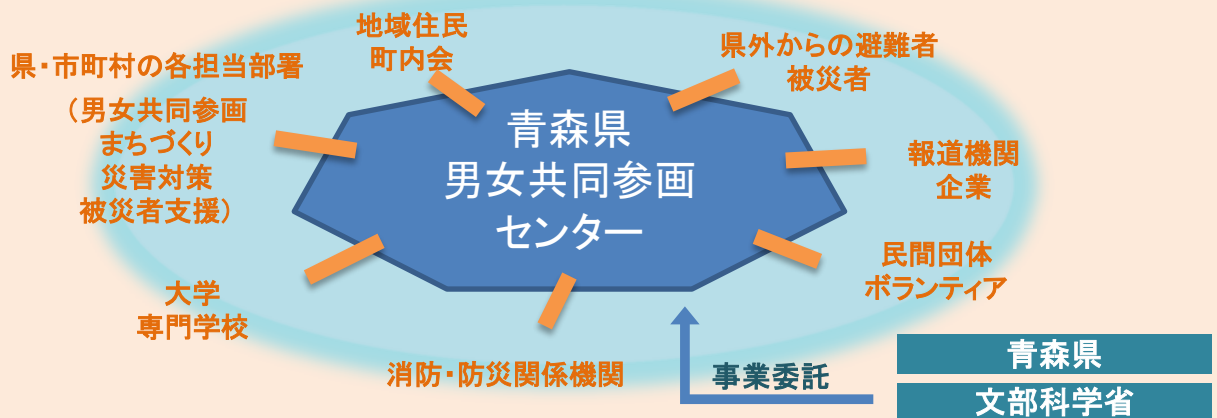 地域住民
町内会
県外からの避難者
被災者
県・市町村の各担当部署
（男女共同参画
まちづくり
災害対策
被災者支援）
青森県
男女共同参画
センター
報道機関
企業
民間団体
ボランティア
大学
専門学校
消防・防災関係機関
事業委託
青森県
文部科学省